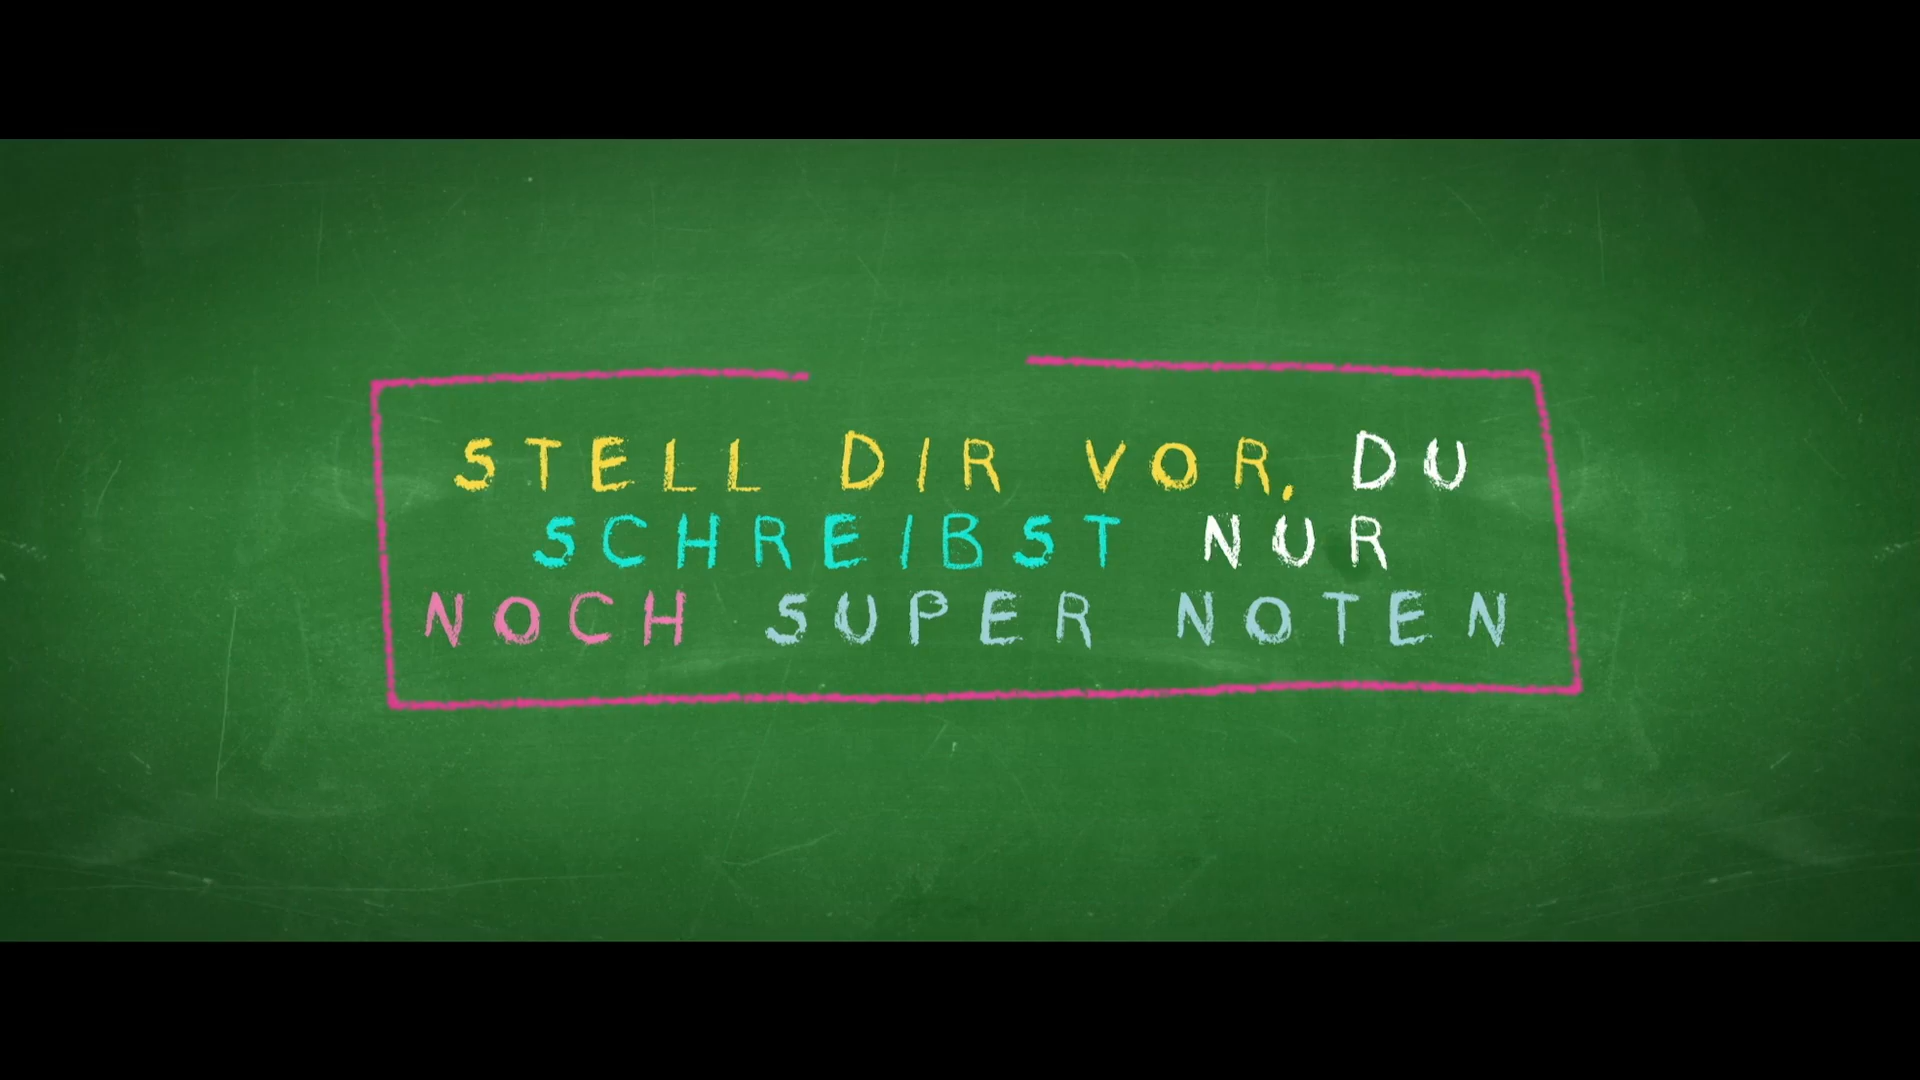 STELL DIR VOR, DU
SCHREIBST NUR
NOCH SUPER NOTEN